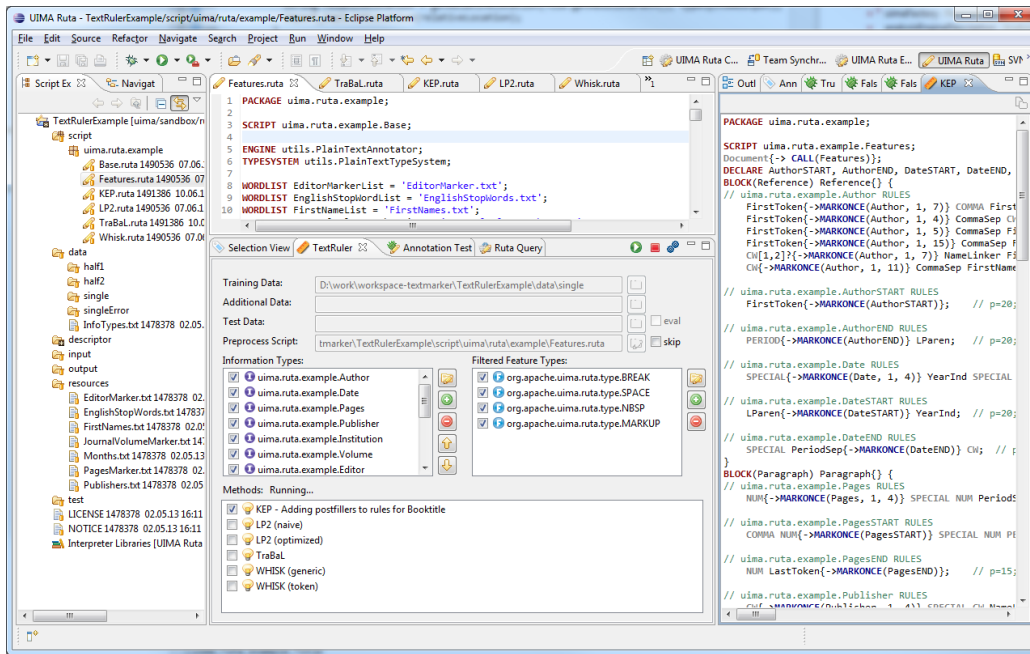 UIMA Ruta - TextRulerExample/script/uima/ruta/example/Features.ruta - Eclipse Platform
File Edit Source Refactor Navigate Search Project Run Window Help
UIMA Ruta C... Team Synchr... UIMA Ruta E... UIMA Ruta SVN
Script Ex Navigat
TextRulerExample [uima/sandbox/ru
script
uima.ruta.example
Base.ruta 1490536 07.06.
Features.ruta 1490536 07
KEP.ruta 1491386 10.06.1
LP2.ruta 1490536 07.06.1
TraBaL.ruta 1491386 10.0
Whisk.ruta 1490536 07.06
data
half1
half2
single
singleError
InfoTypes.txt 1478378 02.05.
descriptor
input
output
resources
EditorMarker.txt 1478378 02.
EnglishStopWords.txt 147837
FirstNames.txt 1478378 02.05
JournalVolumeMarker.txt 147
Months.txt 1478378 02.05.13
PagesMarker.txt 1478378 02.
Publishers.txt 1478378 02.05
test
LICENSE 1478378 02.05.13 16:11
NOTICE 1478378 02.05.13 16:11
Interpreter Libraries [UIMA Ruta
Features.ruta TraBaL.ruta KEP.ruta LP2.ruta Whisk.ruta »1
1 PACKAGE uima.ruta.example;
2
3 SCRIPT uima.ruta.example.Base;
4
5 ENGINE utils.PlainTextAnnotator;
6 TYPESYSTEM utils.PlainTextTypeSystem;
7
8 WORDLIST EditorMarkerList = 'EditorMarker.txt';
9 WORDLIST EnglishStopWordList = 'EnglishStopWords.txt';
10 WORDLIST FirstNameList = 'FirstNames.txt';
Selection View TextRuler Annotation Test Ruta Query
Training Data: D:\work\workspace-textmarker\TextRulerExample\data\single
Additional Data:
Test Data: eval
Preprocess Script: tmarker\TextRulerExample\script\uima\ruta\example\Features.ruta skip
Information Types: Filtered Feature Types:
uima.ruta.example.Author org.apache.uima.ruta.type.BREAK
uima.ruta.example.Date org.apache.uima.ruta.type.SPACE
uima.ruta.example.Pages org.apache.uima.ruta.type.NBSP
uima.ruta.example.Publisher org.apache.uima.ruta.type.MARKUP
uima.ruta.example.Institution
uima.ruta.example.Volume
uima.ruta.example.Editor
Methods: Running...
KEP - Adding postfillers to rules for Booktitle
LP2 (naive)
LP2 (optimized)
TraBaL
WHISK (generic)
WHISK (token)
Outl Ann Tru Fals Fals KEP
PACKAGE uima.ruta.example;
SCRIPT uima.ruta.example.Features;
Document{-> CALL(Features)};
DECLARE AuthorSTART, AuthorEND, DateSTART, DateEND,
BLOCK(Reference) Reference{} {
// uima.ruta.example.Author RULES
FirstToken{->MARKONCE(Author, 1, 7)} COMMA First
FirstToken{->MARKONCE(Author, 1, 4)} CommaSep CW
FirstToken{->MARKONCE(Author, 1, 5)} CommaSep F
FirstToken{->MARKONCE(Author, 1, 15)} CommaSep F
CW[1,2]?{->MARKONCE(Author, 1, 7)} NameLinker Fi
CW{->MARKONCE(Author, 1, 11)} CommaSep FirstName
// uima.ruta.example.AuthorSTART RULES
FirstToken{->MARKONCE(AuthorSTART)}; // p=20;
// uima.ruta.example.AuthorEND RULES
PERIOD{->MARKONCE(AuthorEND)} LParen; // p=20;
// uima.ruta.example.Date RULES
SPECIAL{->MARKONCE(Date, 1, 4)} YearInd SPECIAL
// uima.ruta.example.DateSTART RULES
LParen{->MARKONCE(DateSTART)} YearInd; // p=20;
// uima.ruta.example.DateEND RULES
SPECIAL PeriodSep{->MARKONCE(DateEND)} CW; // p
}
BLOCK(Paragraph) Paragraph{} {
// uima.ruta.example.Pages RULES
NUM{->MARKONCE(Pages, 1, 4)} SPECIAL NUM PeriodS
// uima.ruta.example.PagesSTART RULES
COMMA NUM{->MARKONCE(PagesSTART)} SPECIAL NUM PE
// uima.ruta.example.PagesEND RULES
NUM LastToken{->MARKONCE(PagesEND)}; // p=15;
// uima.ruta.example.Publisher RULES
CW{->MARKONCE(Publisher, 1, 4)} SPECIAL CW